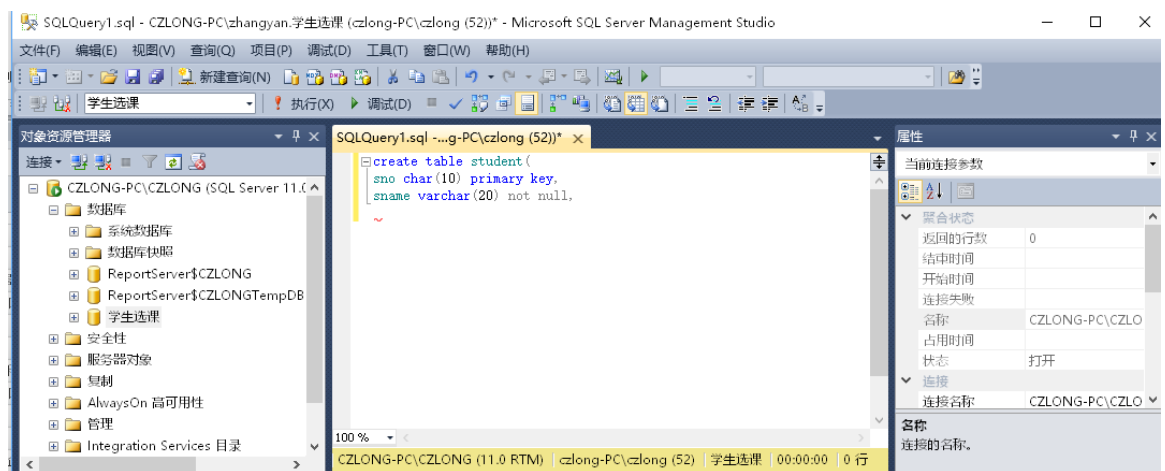 SQLQuery1.sql - CZLONG-PC\zhangyan.学生选课 (czlong-PC\czlong (52))* - Microsoft SQL Server Management Studio
文件(F) 编辑(E) 视图(V) 查询(Q) 项目(P) 调试(D) 工具(T) 窗口(W) 帮助(H)
新建查询(N)
学生选课 执行(X) 调试(D)
对象资源管理器
连接
CZLONG-PC\CZLONG (SQL Server 11.(
数据库
系统数据库
数据库快照
ReportServer$CZLONG
ReportServer$CZLONGTempDB
学生选课
安全性
服务器对象
复制
AlwaysOn 高可用性
管理
Integration Services 目录
SQLQuery1.sql -...g-PC\czlong (52))*
create table student(
sno char(10) primary key,
sname varchar(20) not null,
100 %
CZLONG-PC\CZLONG (11.0 RTM) czlong-PC\czlong (52) 学生选课 00:00:00 0 行
属性
当前连接参数
聚合状态
返回的行数 0
结束时间
开始时间
连接失败
名称 CZLONG-PC\CZLO
占用时间
状态 打开
连接
连接名称 CZLONG-PC\CZLO
名称
连接的名称。